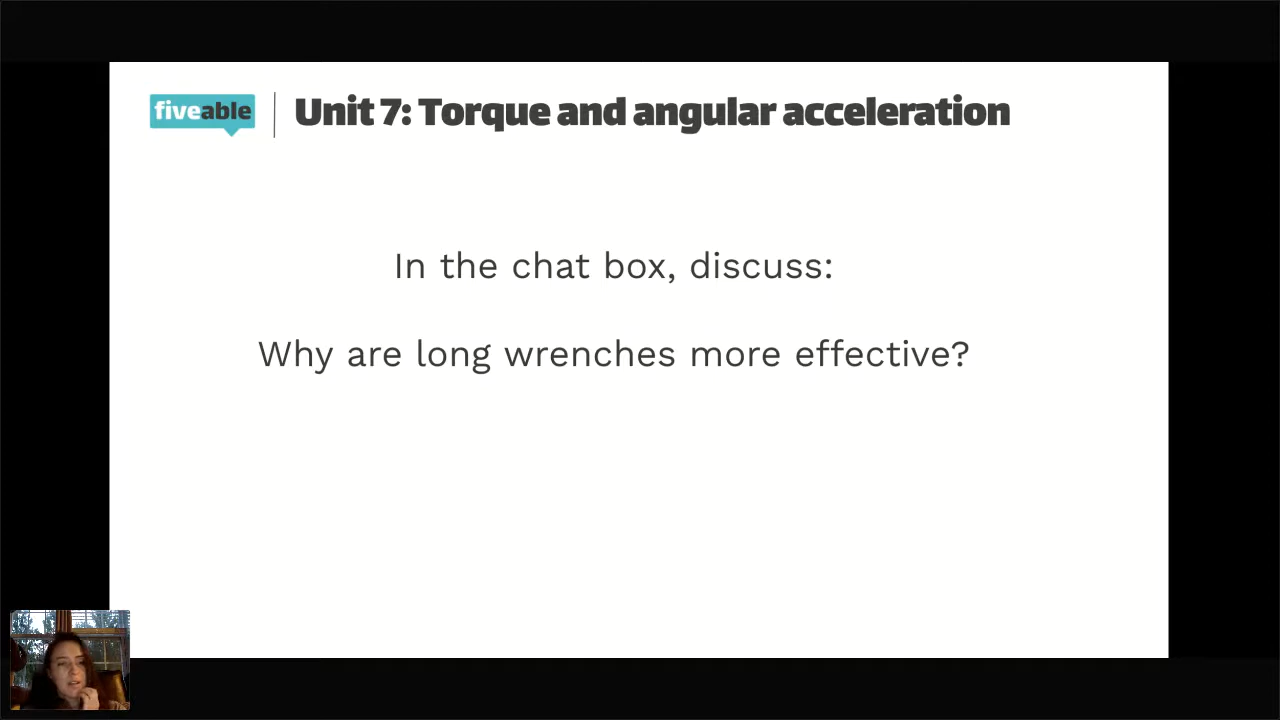 fiveable
Unit 7: Torque and angular acceleration
In the chat box, discuss:
Why are long wrenches more effective?